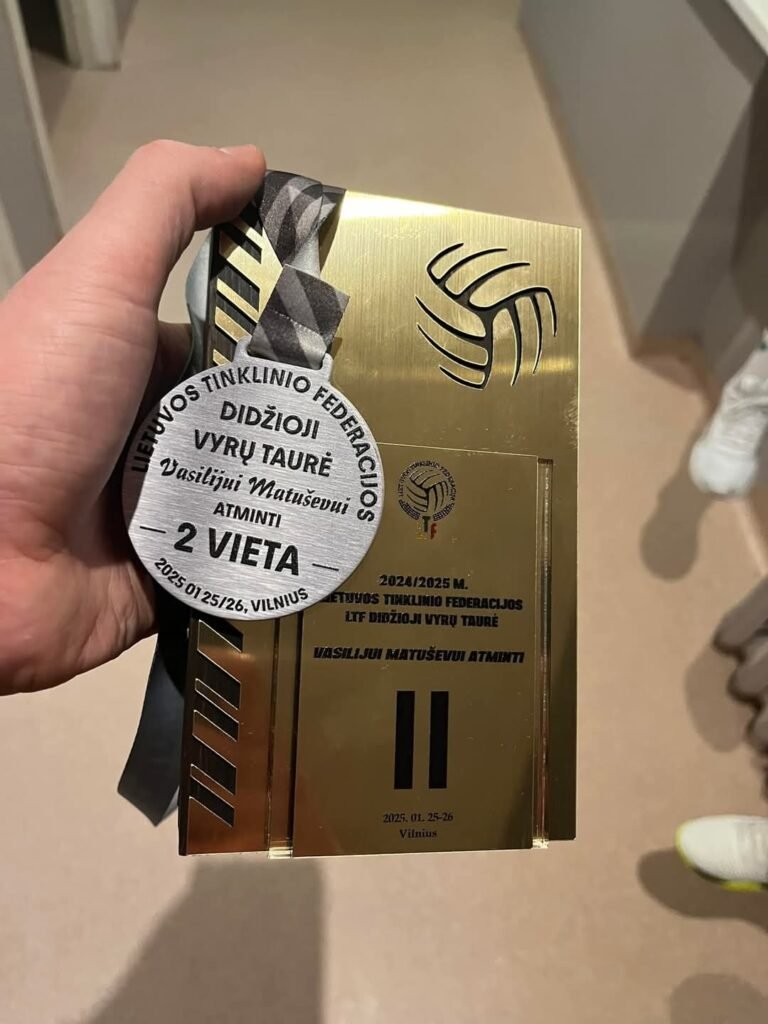 LIETUVOS TINKLINIO FEDERACIJOS
DIDŽIOJI
VYRŲ TAURĖ
Vasilijui Matuševui
ATMINTI
2 VIETA
2025 01 25/26, VILNIUS
LTF
2024/2025 M.
LIETUVOS TINKLINIO FEDERACIJOS
LTF DIDŽIOJI VYRŲ TAURĖ
VASILIJUI MATUŠEVUI ATMINTI
II
2025. 01. 25-26
Vilnius